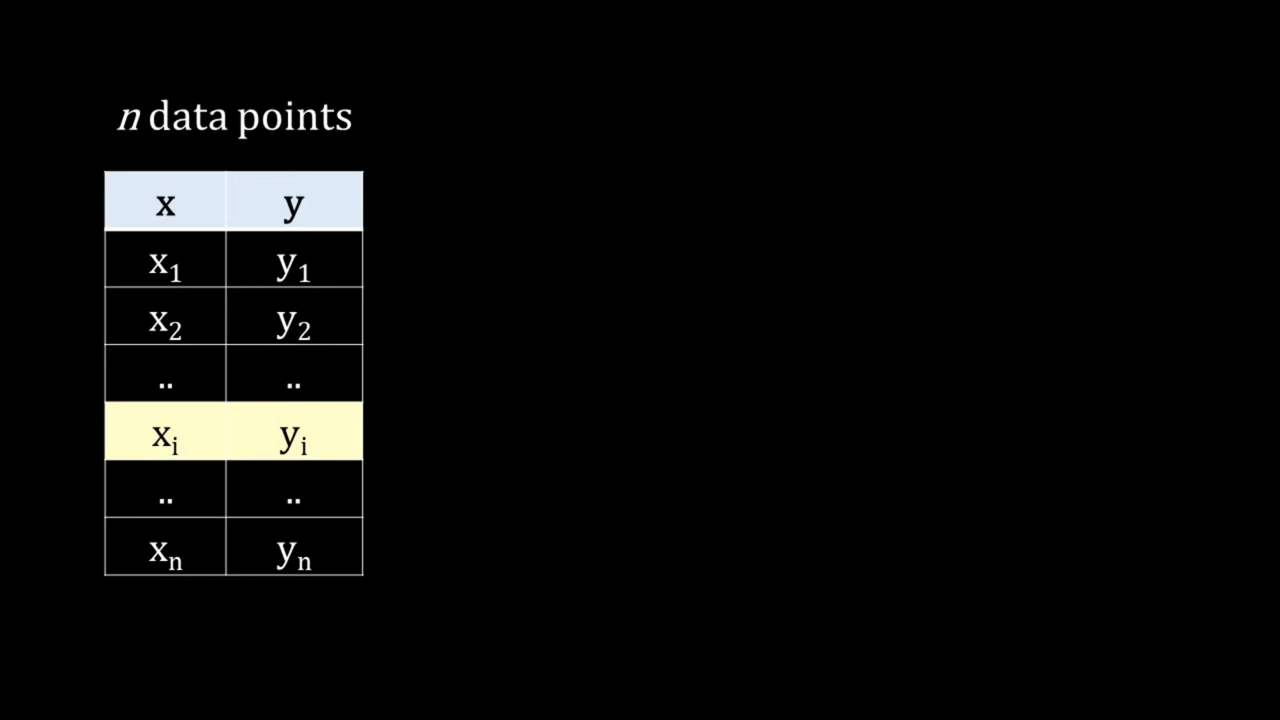 n data points
x y
x₁ y₁
x₂ y₂
.. ..
xᵢ yᵢ
.. ..
xₙ yₙ